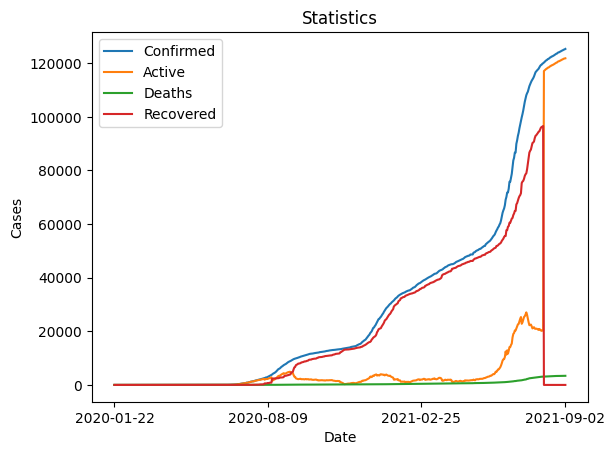 Statistics
Confirmed
Active
Deaths
Recovered
120000
100000
80000
60000
40000
20000
0
Cases
2020-01-22
2020-08-09
2021-02-25
2021-09-02
Date